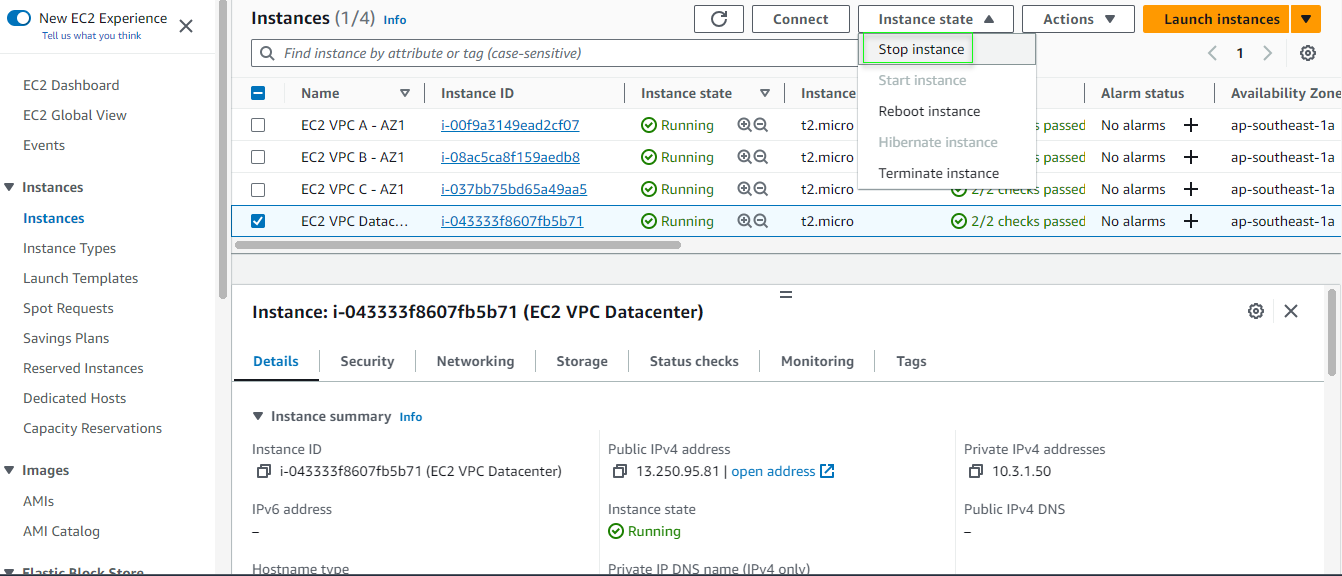 New EC2 Experience
Tell us what you think
EC2 Dashboard
EC2 Global View
Events
Instances
Instances
Instance Types
Launch Templates
Spot Requests
Savings Plans
Reserved Instances
Dedicated Hosts
Capacity Reservations
Images
AMIs
AMI Catalog
Elastic Block Store
Instances (1/4) Info
Connect
Instance state
Actions
Launch instances
Find instance by attribute or tag (case-sensitive)
1
Stop instance
Start instance
Reboot instance
Hibernate instance
Terminate instance
Name Instance ID Instance state Instance Alarm status Availability Zone
EC2 VPC A - AZ1 i-00f9a3149ead2cf07 Running t2.micro s passed No alarms ap-southeast-1a
EC2 VPC B - AZ1 i-08ac5ca8f159aedb8 Running t2.micro s passed No alarms ap-southeast-1a
EC2 VPC C - AZ1 i-037bb75bd65a49aa5 Running t2.micro 2/2 checks passed No alarms ap-southeast-1a
EC2 VPC Datac... i-043333f8607fb5b71 Running t2.micro 2/2 checks passed No alarms ap-southeast-1a
Instance: i-043333f8607fb5b71 (EC2 VPC Datacenter)
Details Security Networking Storage Status checks Monitoring Tags
Instance summary Info
Instance ID
i-043333f8607fb5b71 (EC2 VPC Datacenter)
Public IPv4 address
13.250.95.81 | open address
Private IPv4 addresses
10.3.1.50
IPv6 address
–
Instance state
Running
Public IPv4 DNS
–
Hostname type
Private IP DNS name (IPv4 only)